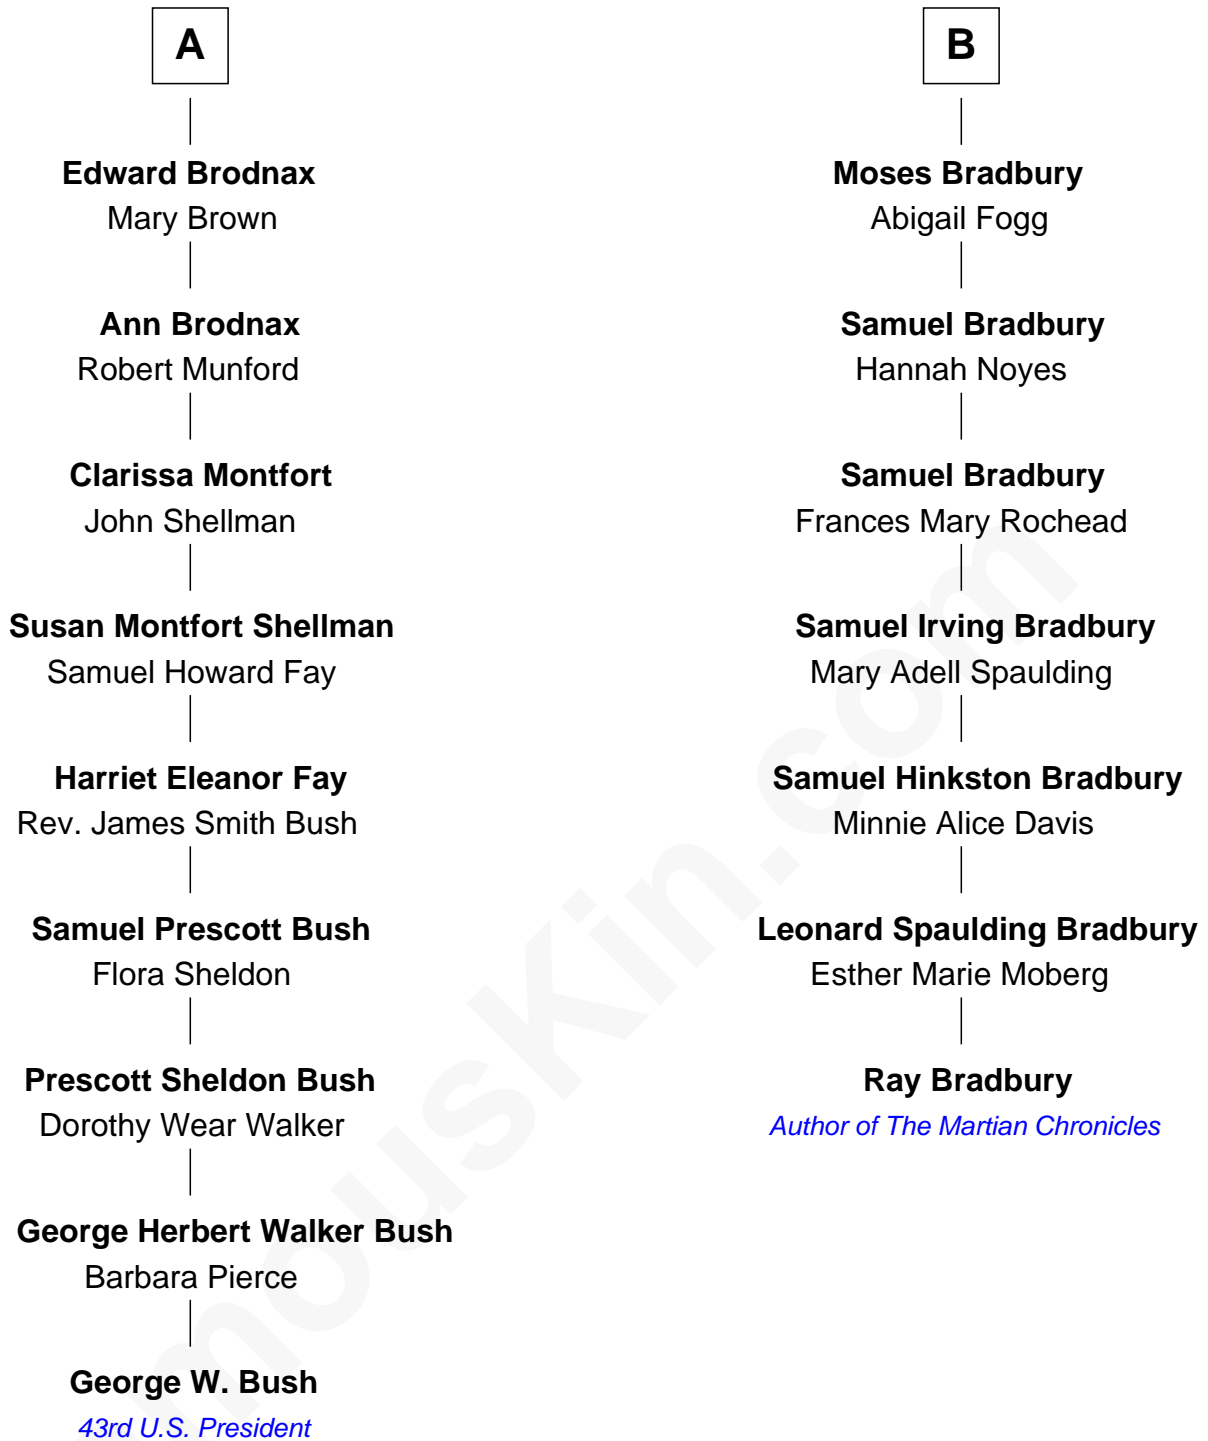 A
Edward Brodnax
Mary Brown
Ann Brodnax
Robert Munford
Clarissa Montfort
John Shellman
Susan Montfort Shellman
Samuel Howard Fay
Harriet Eleanor Fay
Rev. James Smith Bush
Samuel Prescott Bush
Flora Sheldon
Prescott Sheldon Bush
Dorothy Wear Walker
George Herbert Walker Bush
Barbara Pierce
George W. Bush
43rd U.S. President
B
Moses Bradbury
Abigail Fogg
Samuel Bradbury
Hannah Noyes
Samuel Bradbury
Frances Mary Rochead
Samuel Irving Bradbury
Mary Adell Spaulding
Samuel Hinkston Bradbury
Minnie Alice Davis
Leonard Spaulding Bradbury
Esther Marie Moberg
Ray Bradbury
Author of The Martian Chronicles
mousKin.com